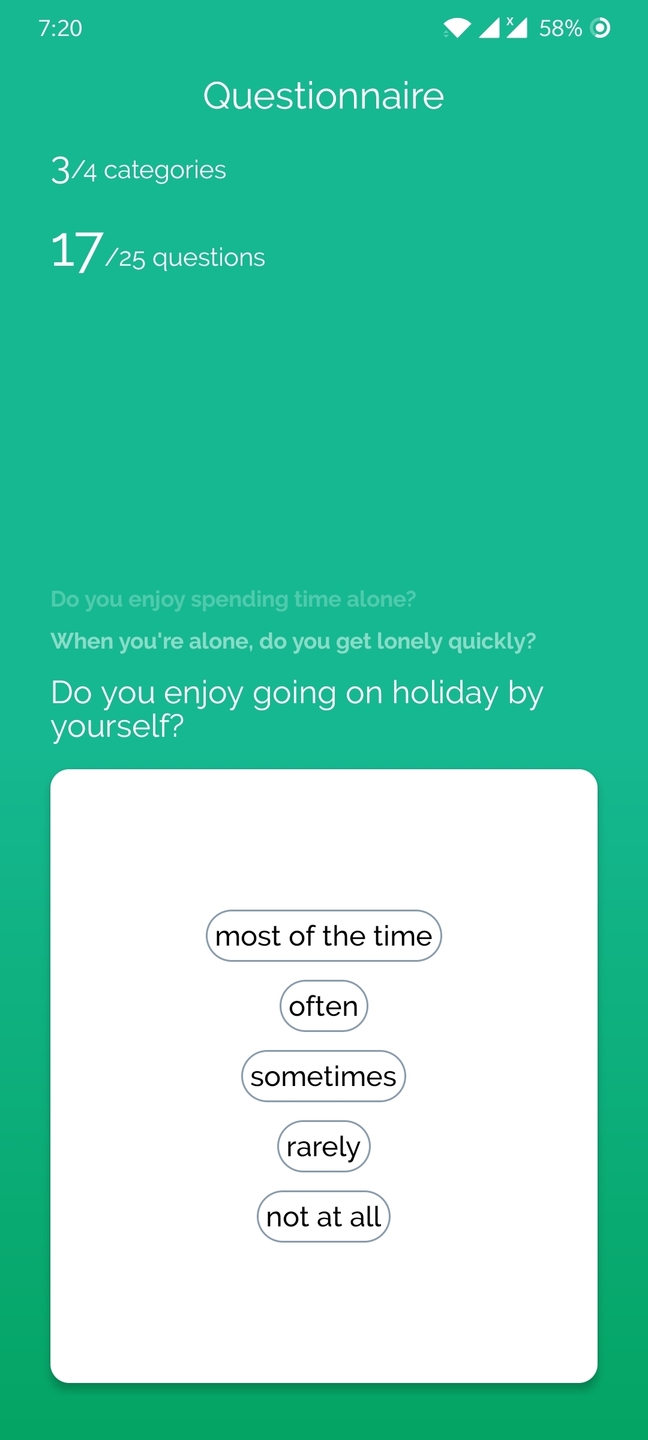 7:20
x
58%
Questionnaire
3/4 categories
17/25 questions
Do you enjoy spending time alone?
When you're alone, do you get lonely quickly?
Do you enjoy going on holiday by
yourself?
most of the time
often
sometimes
rarely
not at all